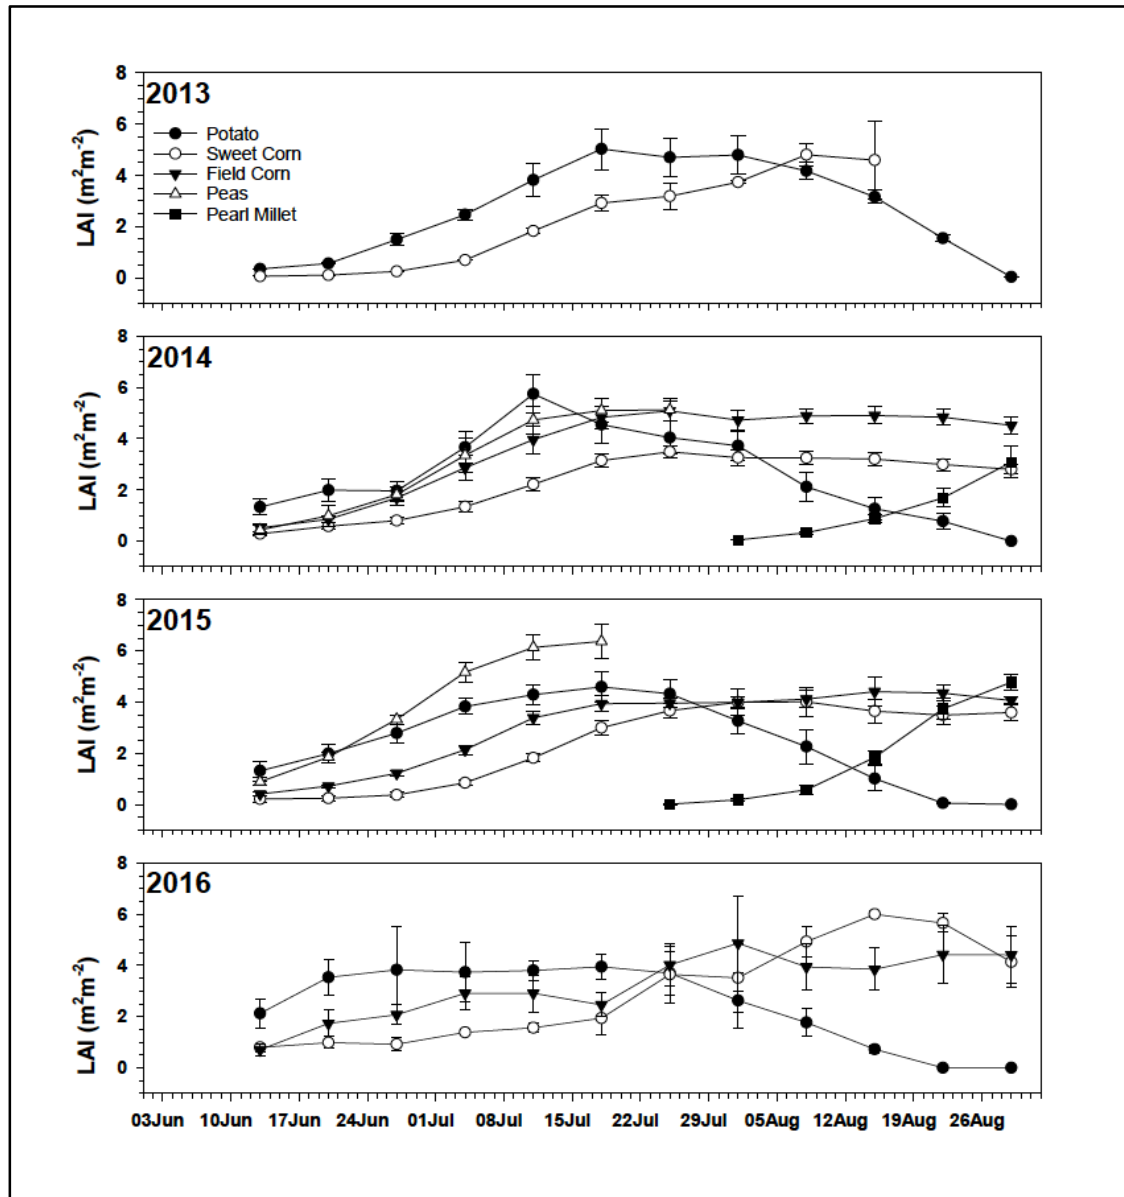 2013
Potato
Sweet Corn
Field Corn
Peas
Pearl Millet
8
6
4
2
0
LAI (m²m⁻²)
2014
8
6
4
2
0
LAI (m²m⁻²)
2015
8
6
4
2
0
LAI (m²m⁻²)
2016
8
6
4
2
0
LAI (m²m⁻²)
03Jun 10Jun 17Jun 24Jun 01Jul 08Jul 15Jul 22Jul 29Jul 05Aug 12Aug 19Aug 26Aug